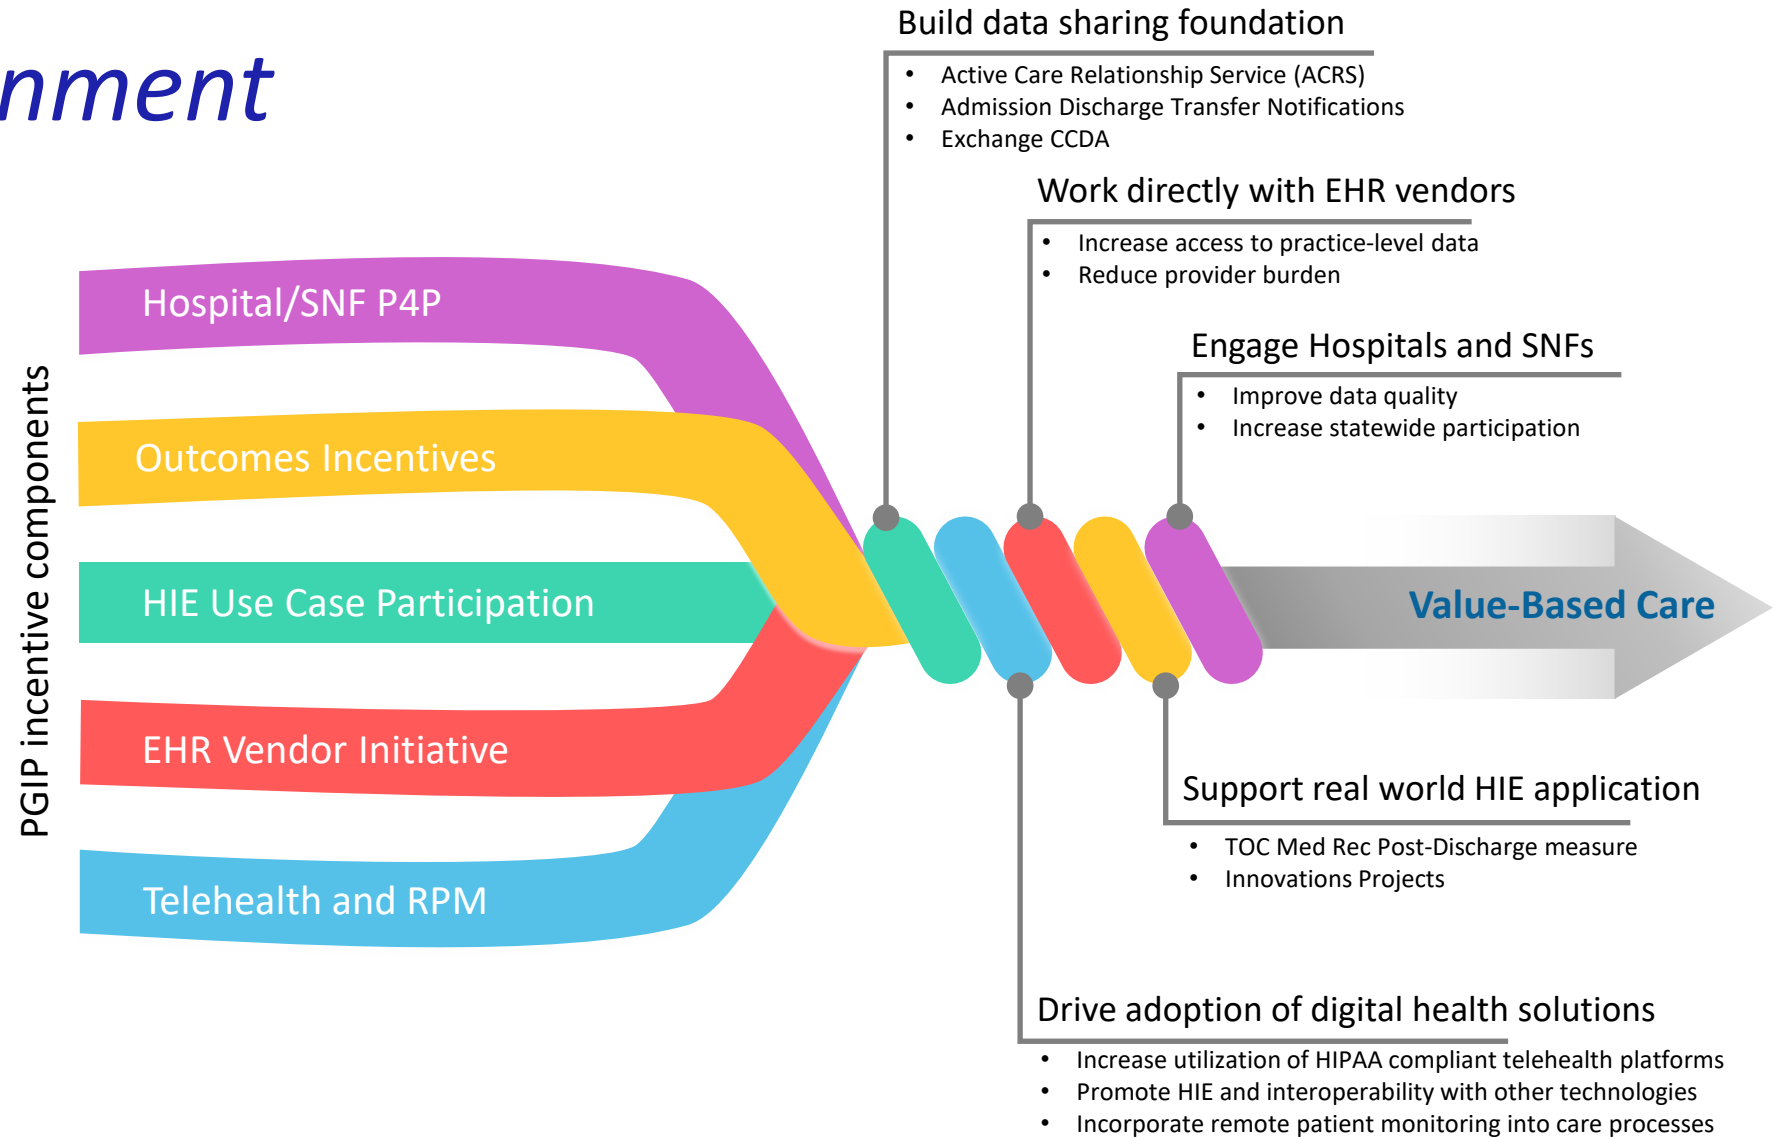 Build data sharing foundation
• Active Care Relationship Service (ACRS)
• Admission Discharge Transfer Notifications
• Exchange CCDA
nment
Work directly with EHR vendors
• Increase access to practice-level data
• Reduce provider burden
Engage Hospitals and SNFs
• Improve data quality
• Increase statewide participation
PGIP incentive components
Hospital/SNF P4P
Outcomes Incentives
HIE Use Case Participation
EHR Vendor Initiative
Telehealth and RPM
Value-Based Care
Support real world HIE application
• TOC Med Rec Post-Discharge measure
• Innovations Projects
Drive adoption of digital health solutions
• Increase utilization of HIPAA compliant telehealth platforms
• Promote HIE and interoperability with other technologies
• Incorporate remote patient monitoring into care processes